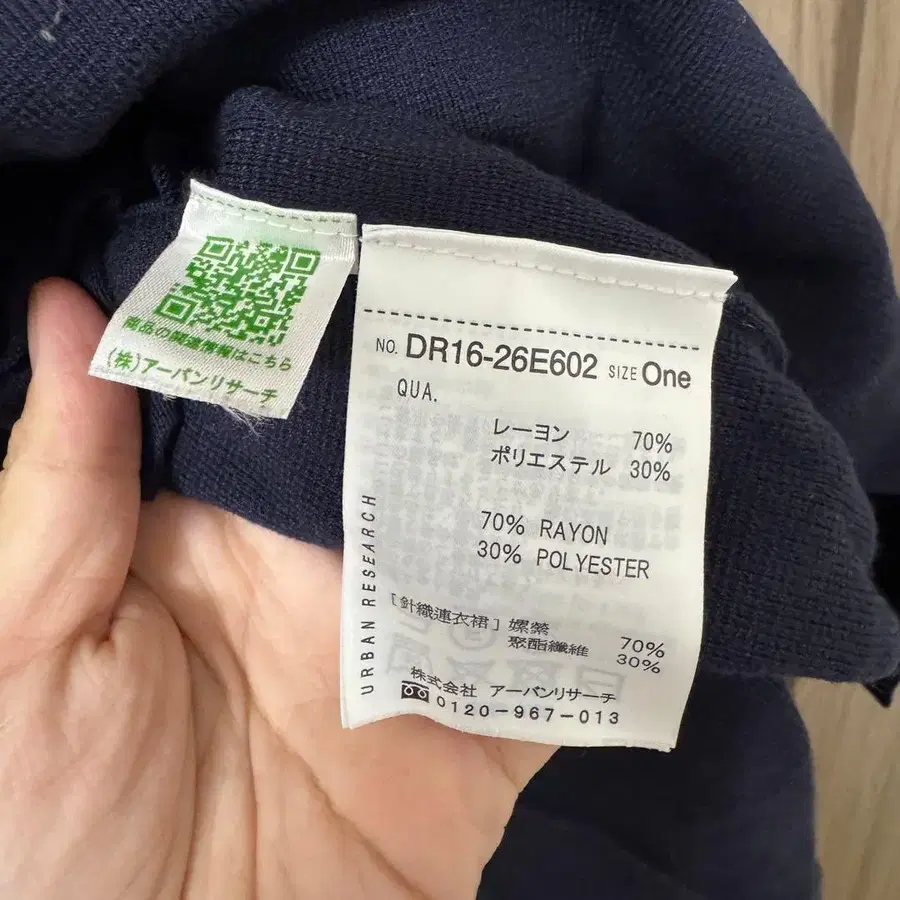 商品の関連情報はこちら
(株)アーバンリサーチ
NO. DR16-26E602 SIZE One
QUA.
レーヨン 70%
ポリエステル 30%
70% RAYON
30% POLYESTER
[針織連衣裙] 嫘縈 70%
聚酯纖維 30%
株式会社 アーバンリサーチ
0120-967-013
URBAN RESEARCH